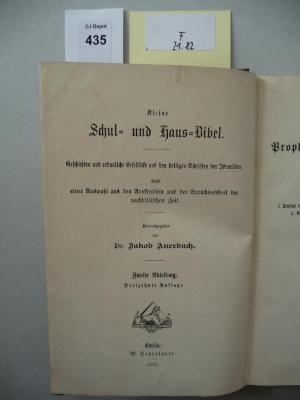 CJ Depot
435
F
21.82
Kleine
Schul= und Haus=Bibel.
Geschichten und erbauliche Lesestücke aus den heiligen Schriften der Israeliten
Nebst
einer Auswahl aus den Apokryphen und der Spruchweisheit der
nachbiblischen Zeit.
Herausgegeben
von
Dr. Jakob Auerbach.
Zweite Abteilung.
Dreizehnte Auflage.
Berlin:
M. Poppelauer
Proph